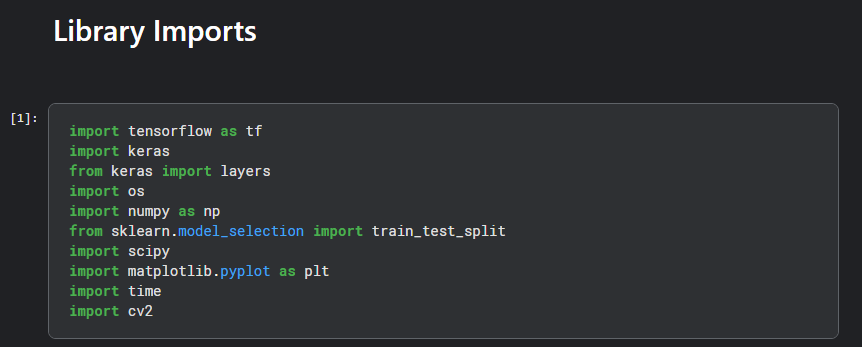 Library Imports
[1]:
import tensorflow as tf
import keras
from keras import layers
import os
import numpy as np
from sklearn.model_selection import train_test_split
import scipy
import matplotlib.pyplot as plt
import time
import cv2